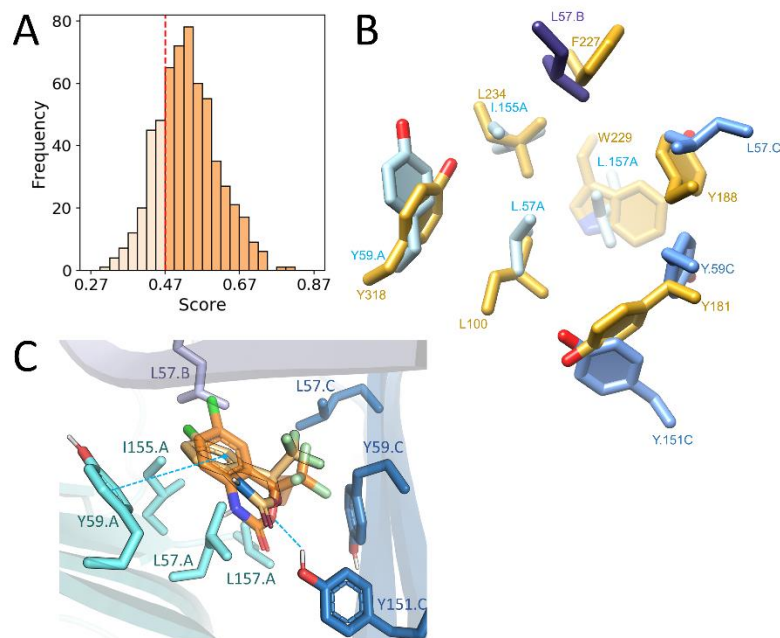 A
80
60
40
20
0
Frequency
0.27
0.47
0.67
0.87
Score
B
L57.B
F227
L234
I.155A
W229
L.157A
L57.C
Y188
L.57A
Y59.A
Y318
L100
Y.59C
Y181
Y.151C
C
L57.B
L57.C
I155.A
Y59.C
Y59.A
L57.A
L157.A
Y151.C